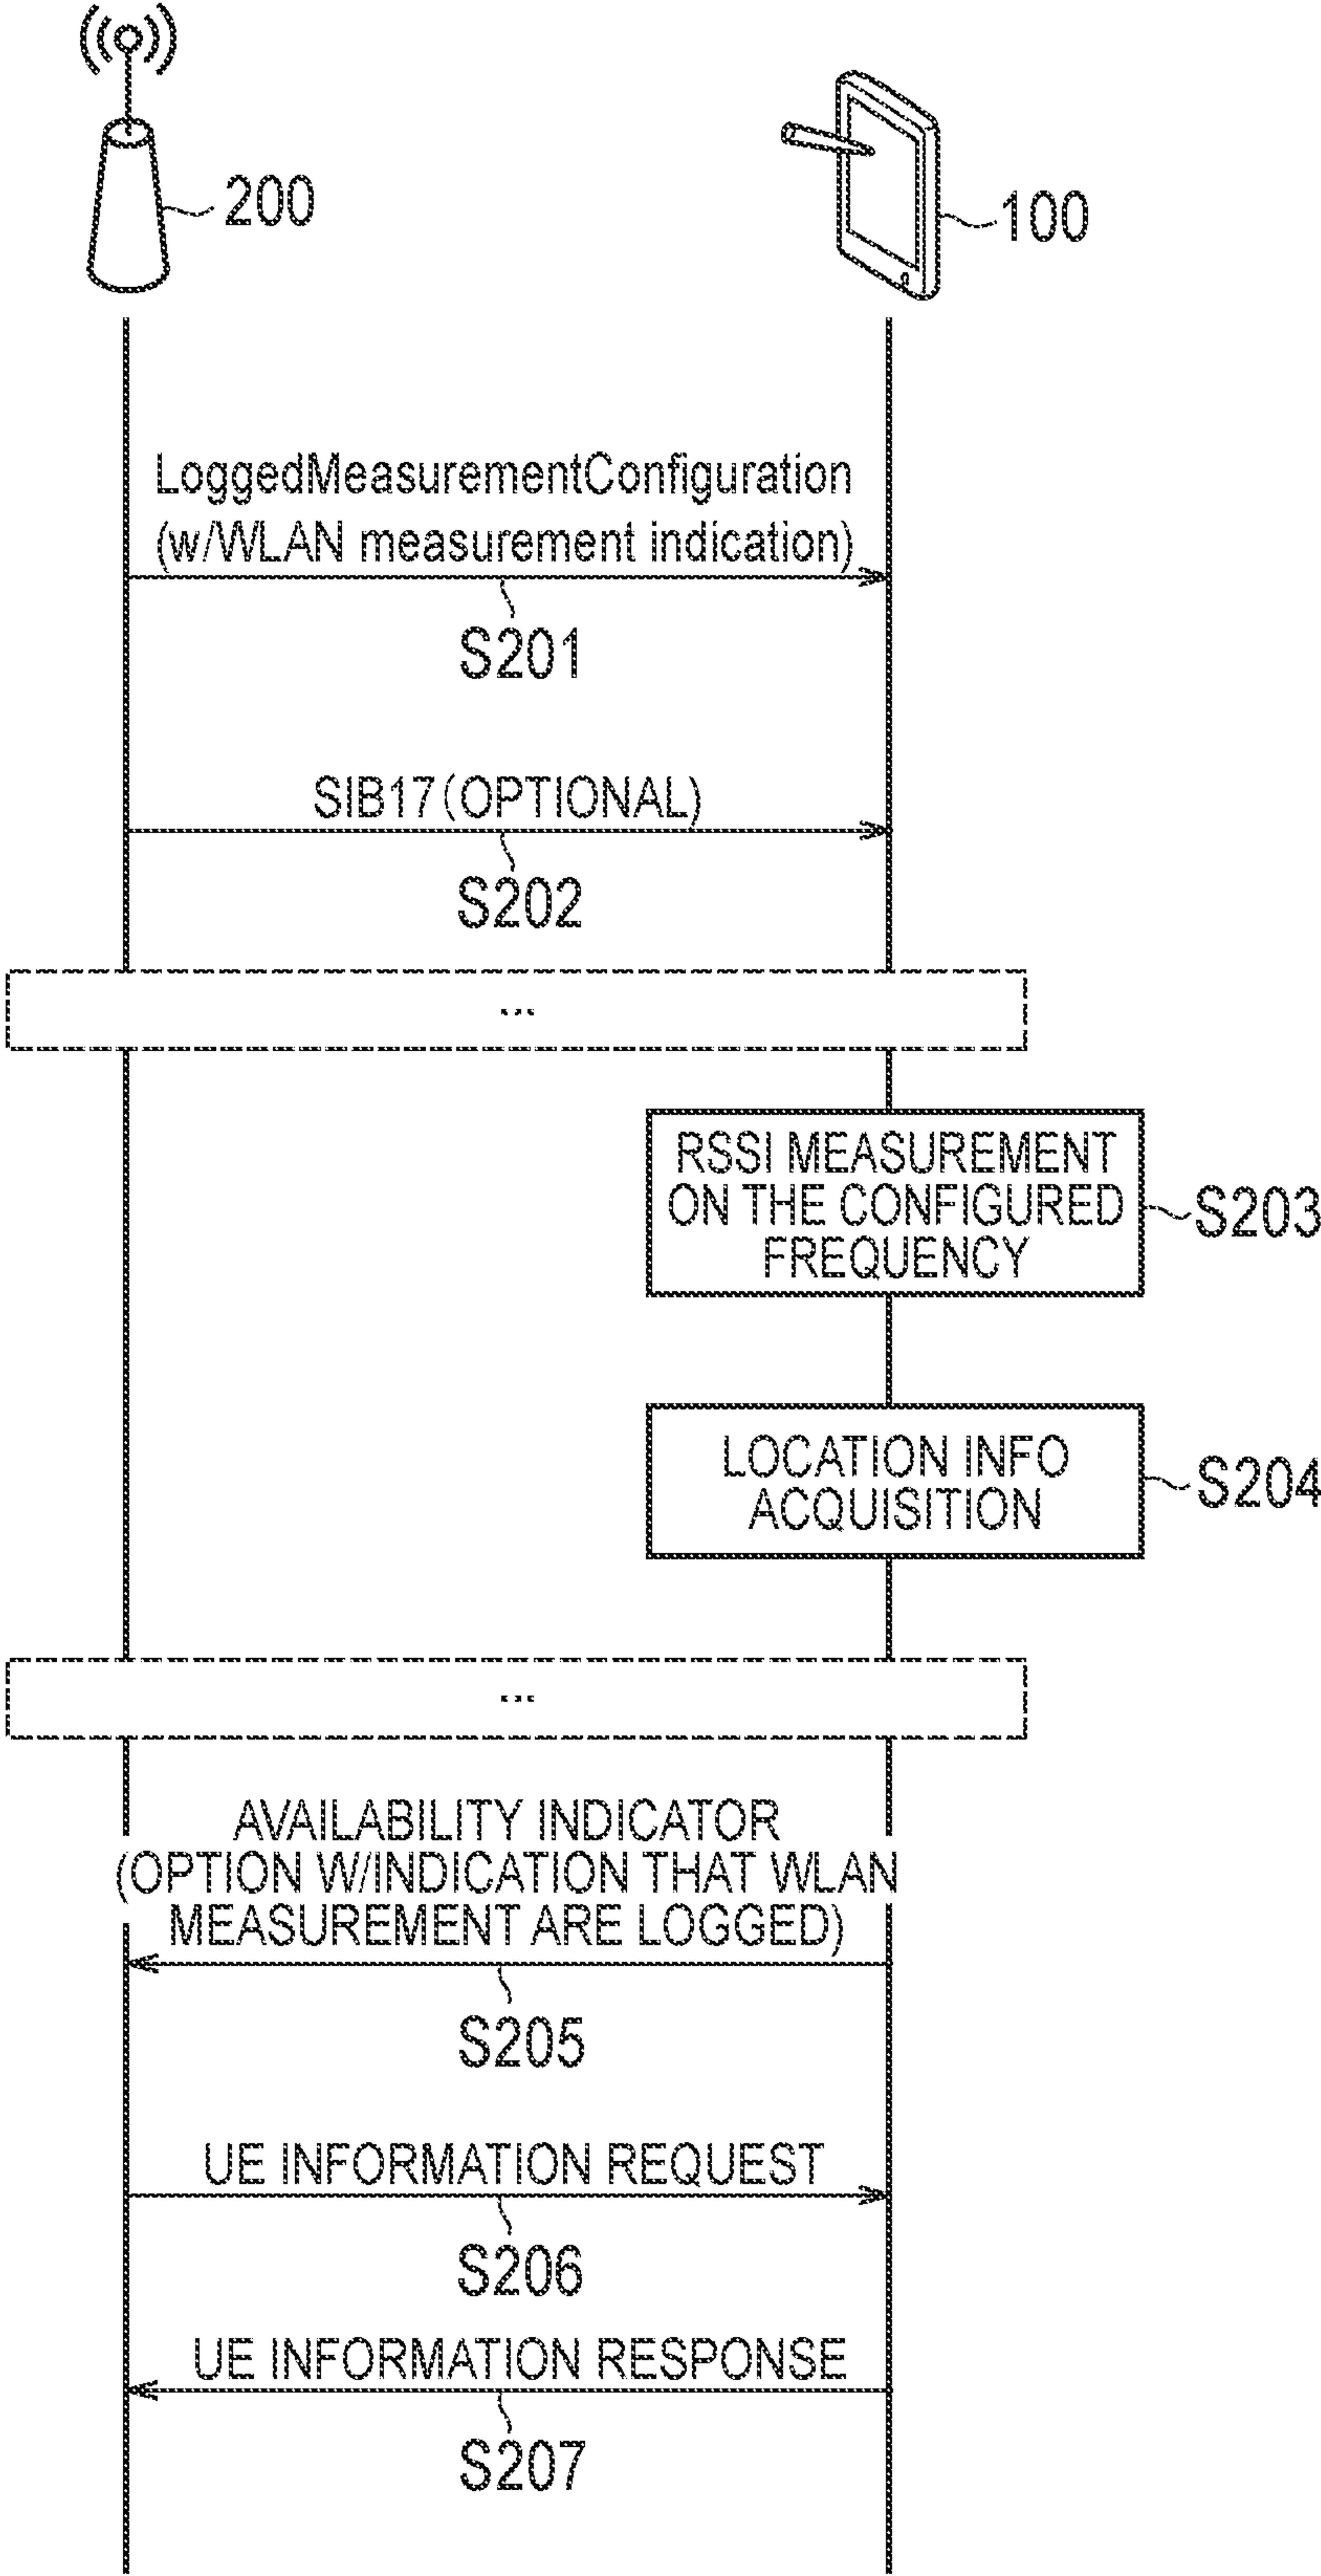 200
100
LoggedMeasurementConfiguration
(w/WLAN measurement indication)
S201
SIB17(OPTIONAL)
S202
...
RSSI MEASUREMENT
ON THE CONFIGURED
FREQUENCY
S203
LOCATION INFO
ACQUISITION
S204
...
AVAILABILITY INDICATOR
(OPTION W/INDICATION THAT WLAN
MEASUREMENT ARE LOGGED)
S205
UE INFORMATION REQUEST
S206
UE INFORMATION RESPONSE
S207